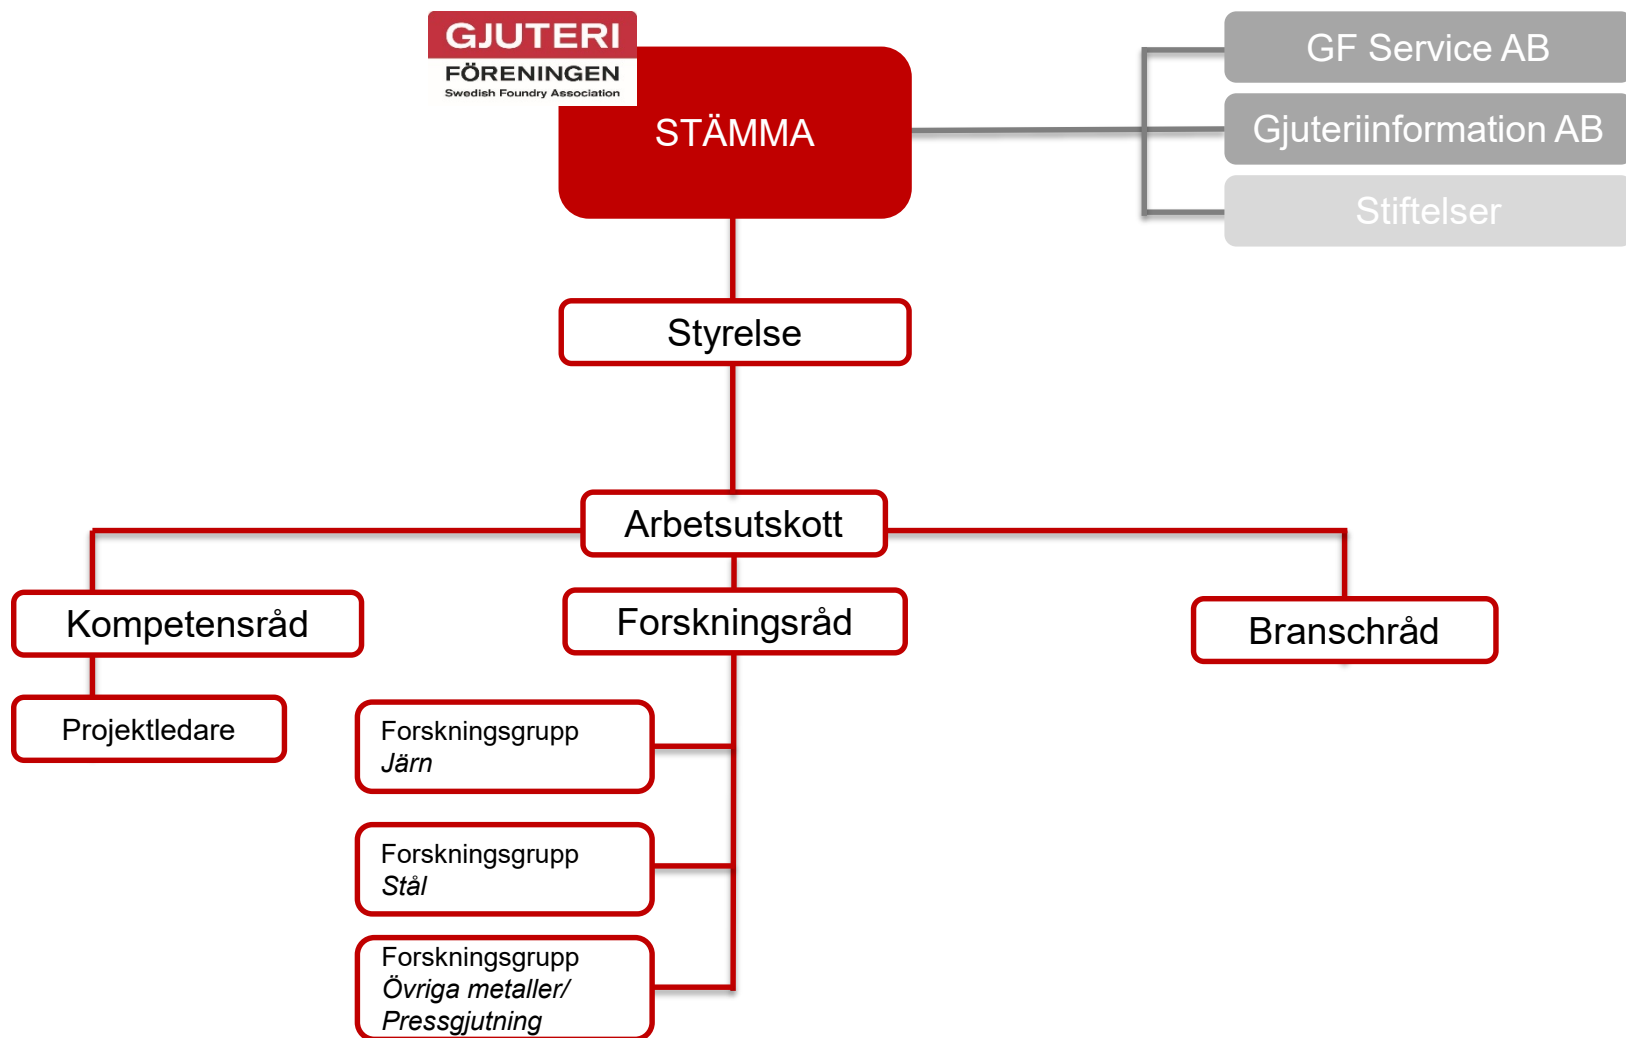 GJUTERI
FÖRENINGEN
Swedish Foundry Association
STÄMMA
GF Service AB
Gjuteriinformation AB
Stiftelser
Styrelse
Arbetsutskott
Kompetensråd
Forskningsråd
Branschråd
Projektledare
Forskningsgrupp
Järn
Forskningsgrupp
Stål
Forskningsgrupp
Övriga metaller/
Pressgjutning